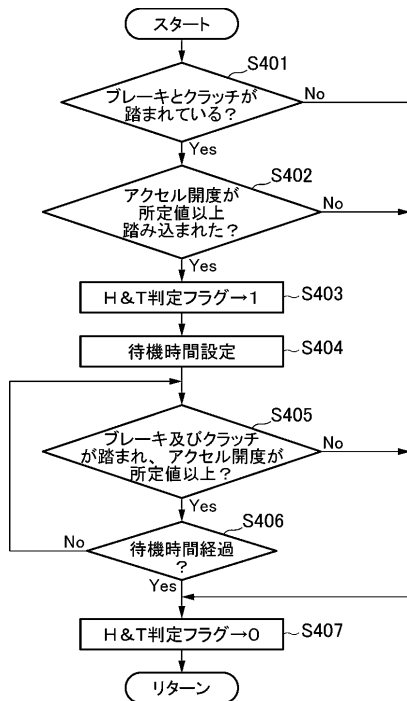 スタート
S401
ブレーキとクラッチが
踏まれている?
No
Yes
S402
アクセル開度が
所定値以上
踏み込まれた?
No
Yes
H&T判定フラグ→1
S403
待機時間設定
S404
S405
ブレーキ及びクラッチ
が踏まれ、アクセル開度が
所定値以上?
No
Yes
S406
No
待機時間経過
?
Yes
H&T判定フラグ→0
S407
リターン